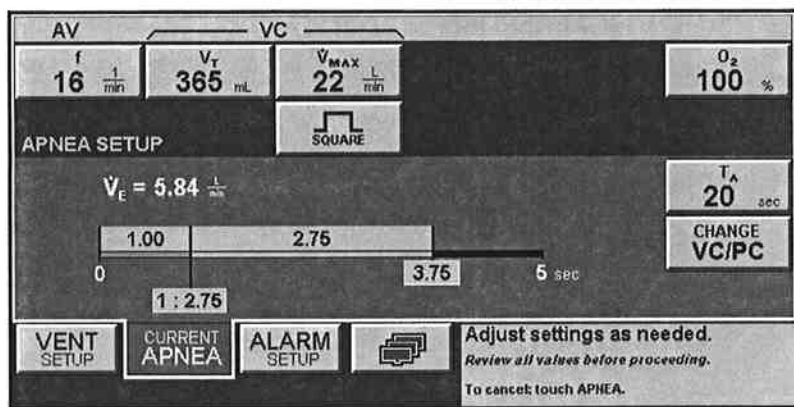 AV
VC
f
16 1/min
VT
365 mL
V̇MAX
22 L/min
O2
100 %
SQUARE
APNEA SETUP
V̇E = 5.84 L/min
TA
20 sec
1.00
2.75
0
3.75
5 sec
1 : 2.75
CHANGE
VC/PC
VENT
SETUP
CURRENT
APNEA
ALARM
SETUP
Adjust settings as needed.
Review all values before proceeding.
To cancel: touch APNEA.